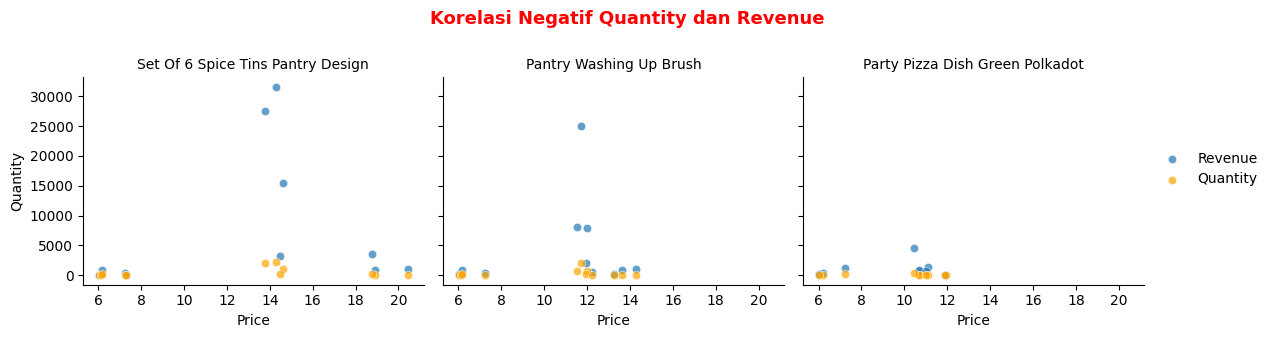 Korelasi Negatif Quantity dan Revenue
Set Of 6 Spice Tins Pantry Design
Pantry Washing Up Brush
Party Pizza Dish Green Polkadot
Quantity
30000
25000
20000
15000
10000
5000
0
6 8 10 12 14 16 18 20
6 8 10 12 14 16 18 20
6 8 10 12 14 16 18 20
Price
Price
Price
Revenue
Quantity